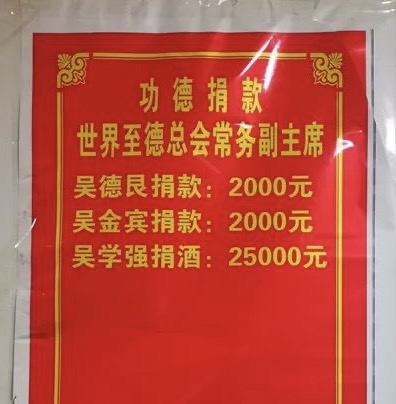 功德捐款
世界至德总会常务副主席
吴德艮捐款：2000元
吴金宾捐款：2000元
吴学强捐酒：25000元